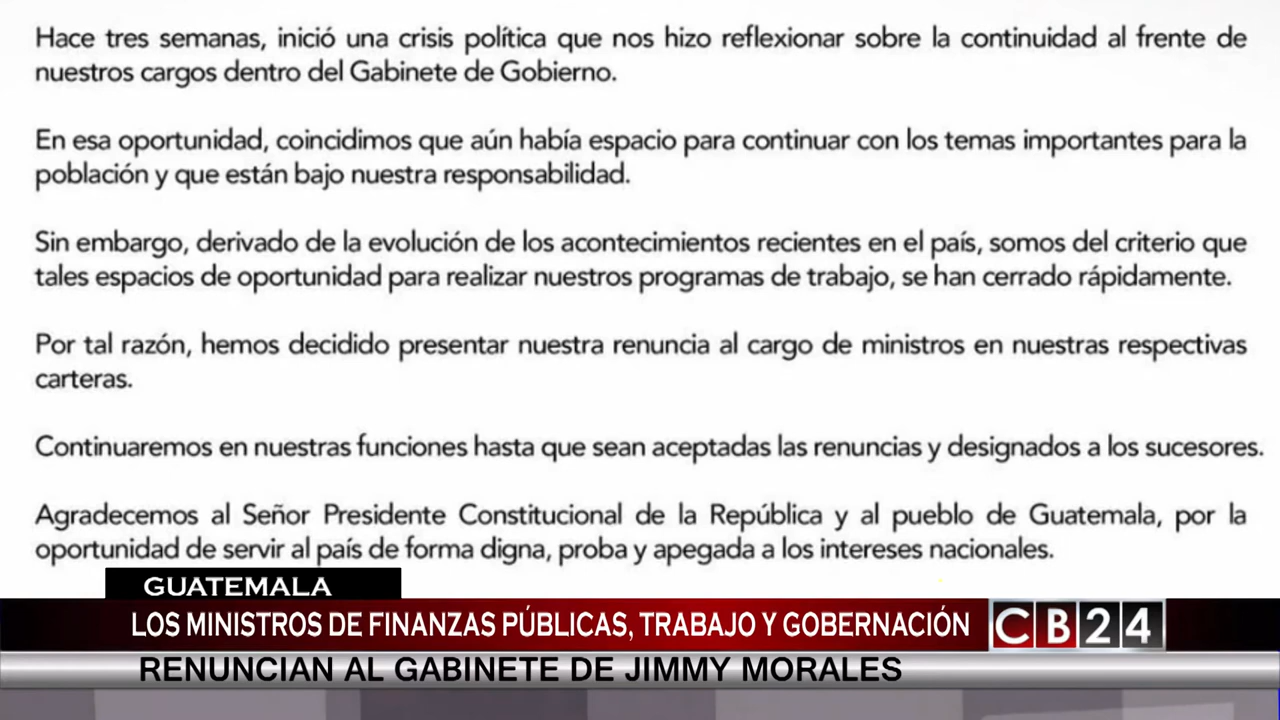 Hace tres semanas, inició una crisis política que nos hizo reflexionar sobre la continuidad al frente de
nuestros cargos dentro del Gabinete de Gobierno.
En esa oportunidad, coincidimos que aún había espacio para continuar con los temas importantes para la
población y que están bajo nuestra responsabilidad.
Sin embargo, derivado de la evolución de los acontecimientos recientes en el país, somos del criterio que
tales espacios de oportunidad para realizar nuestros programas de trabajo, se han cerrado rápidamente.
Por tal razón, hemos decidido presentar nuestra renuncia al cargo de ministros en nuestras respectivas
carteras.
Continuaremos en nuestras funciones hasta que sean aceptadas las renuncias y designados a los sucesores.
Agradecemos al Señor Presidente Constitucional de la República y al pueblo de Guatemala, por la
oportunidad de servir al país de forma digna, proba y apegada a los intereses nacionales.
GUATEMALA
LOS MINISTROS DE FINANZAS PÚBLICAS, TRABAJO Y GOBERNACIÓN
CB24
RENUNCIAN AL GABINETE DE JIMMY MORALES